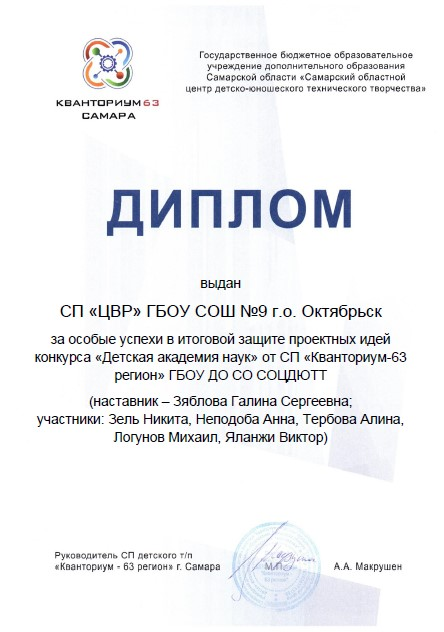 КВАНТОРИУМ63
САМАРА
Государственное бюджетное образовательное
учреждение дополнительного образования
Самарской области «Самарский областной
центр детско-юношеского технического творчества»
ДИПЛОМ
выдан
СП «ЦВР» ГБОУ СОШ №9 г.о. Октябрьск
за особые успехи в итоговой защите проектных идей
конкурса «Детская академия наук» от СП «Кванториум-63
регион» ГБОУ ДО СО СОЦДЮТТ
(наставник – Зяблова Галина Сергеевна;
участники: Зель Никита, Неподоба Анна, Тербова Алина,
Логунов Михаил, Яланжи Виктор)
Руководитель СП детского т/п
«Кванториум - 63 регион» г. Самара
М.П.
А.А. Макрушен